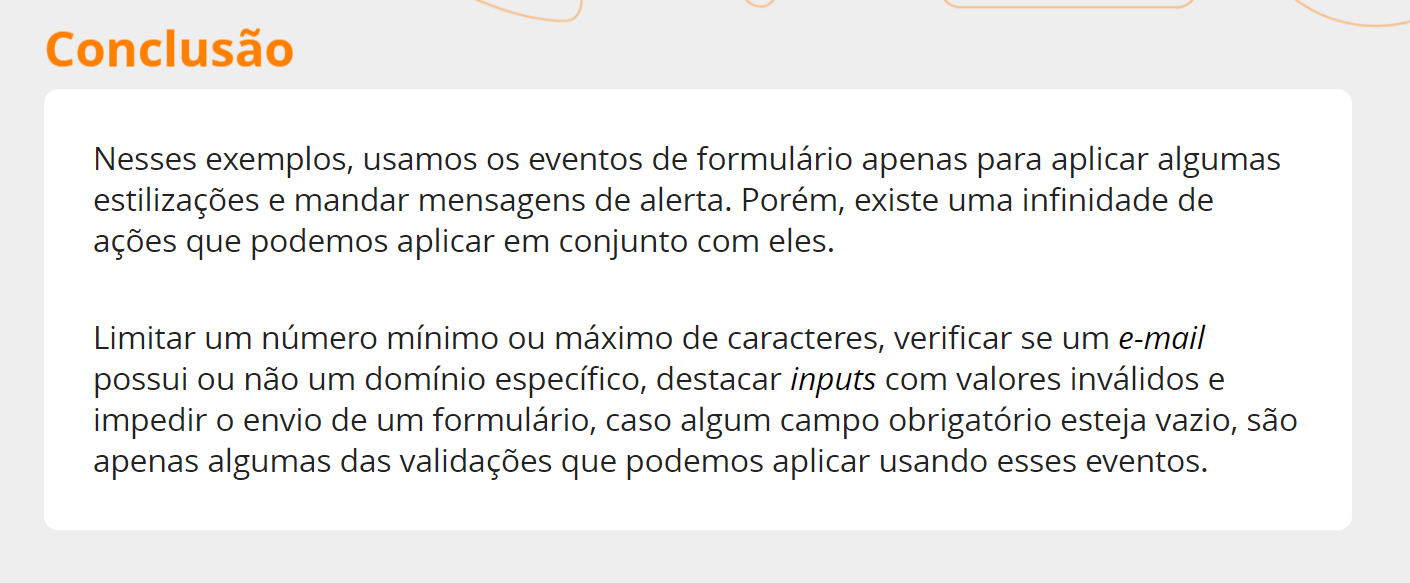 Conclusão
Nesses exemplos, usamos os eventos de formulário apenas para aplicar algumas
estilizações e mandar mensagens de alerta. Porém, existe uma infinidade de
ações que podemos aplicar em conjunto com eles.
Limitar um número mínimo ou máximo de caracteres, verificar se um e-mail
possui ou não um domínio específico, destacar inputs com valores inválidos e
impedir o envio de um formulário, caso algum campo obrigatório esteja vazio, são
apenas algumas das validações que podemos aplicar usando esses eventos.